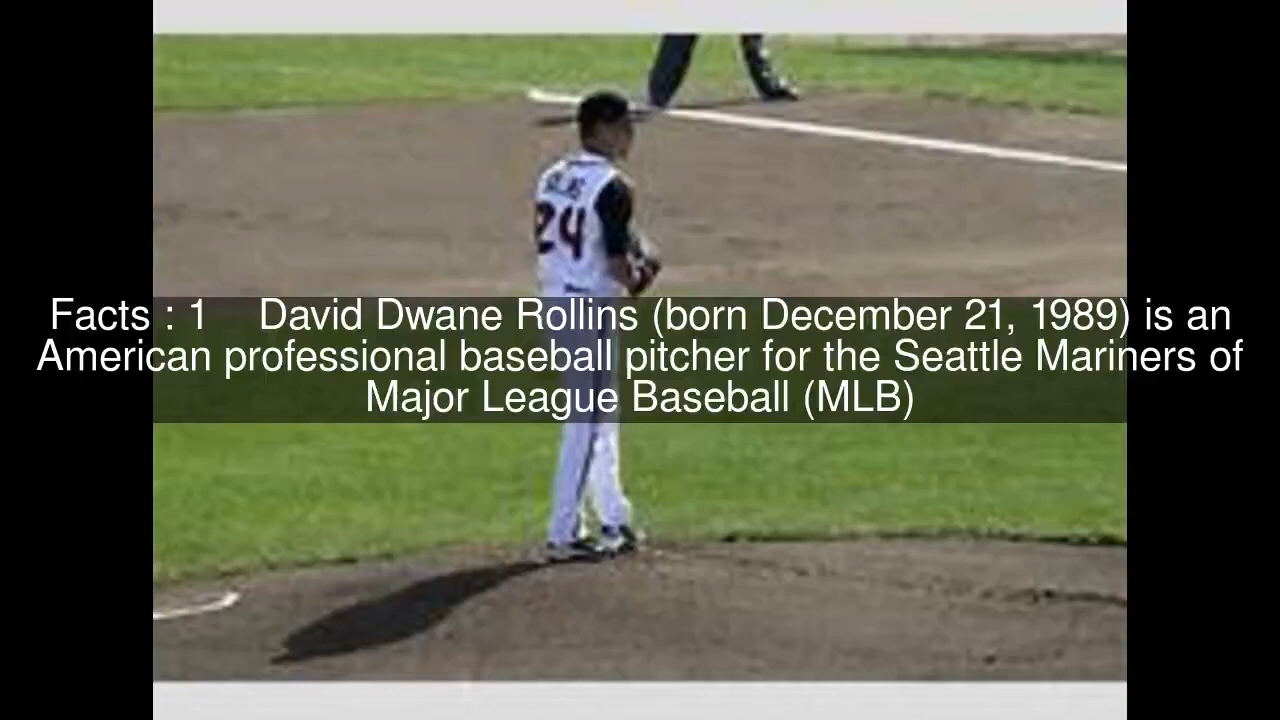 24
Facts : 1 David Dwane Rollins (born December 21, 1989) is an
American professional baseball pitcher for the Seattle Mariners of
Major League Baseball (MLB)